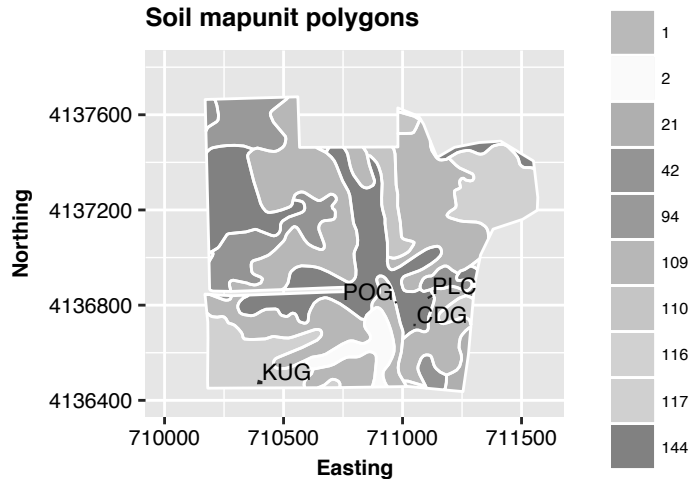 Soil mapunit polygons
4137600
4137200
4136800
4136400
Northing
POG
PLC
CDG
KUG
710000 710500 711000 711500
Easting
1
2
21
42
94
109
110
116
117
144